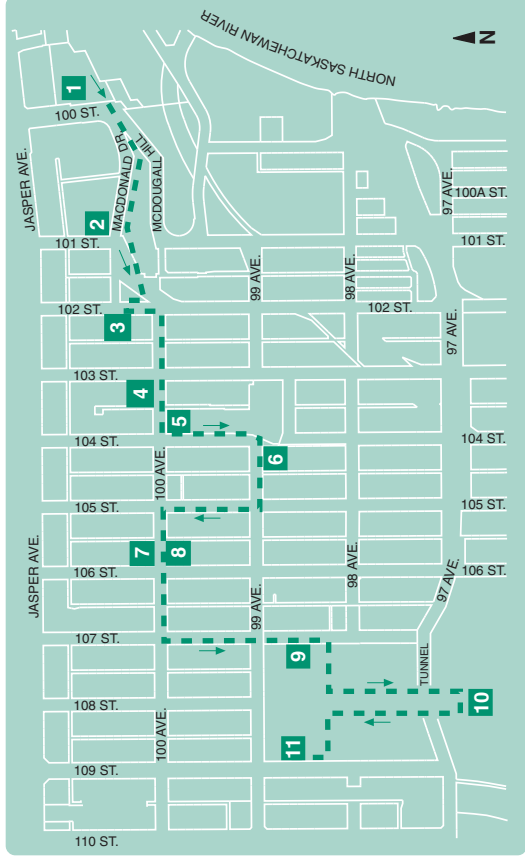 NORTH SASKATCHEWAN RIVER
N
1
100 ST.
JASPER AVE.
MACDONALD DR.
HILL
MCDOUGALL
2
101 ST.
97 AVE.
100A ST.
101 ST.
99 AVE.
98 AVE.
102 ST.
102 ST.
3
97 AVE.
103 ST.
4
5
104 ST.
104 ST.
6
100 AVE.
105 ST.
105 ST.
JASPER AVE.
7
8
106 ST.
98 AVE.
106 ST.
97 AVE.
99 AVE.
107 ST.
9
TUNNEL
108 ST.
10
100 AVE.
11
109 ST.
110 ST.